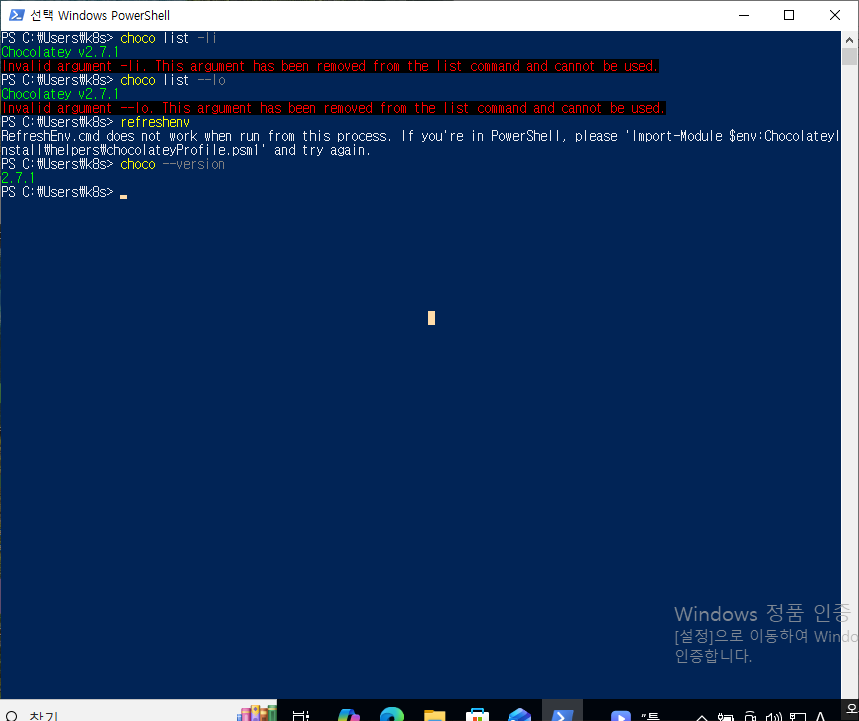 선택 Windows PowerShell
PS C:₩Users₩k8s> choco list -li
Chocolatey v2.7.1
Invalid argument -li. This argument has been removed from the list command and cannot be used.
PS C:₩Users₩k8s> choco list --lo
Chocolatey v2.7.1
Invalid argument --lo. This argument has been removed from the list command and cannot be used.
PS C:₩Users₩k8s> refreshenv
RefreshEnv.cmd does not work when run from this process. If you're in PowerShell, please 'Import-Module $env:ChocolateyI
nstall₩helpers₩chocolateyProfile.psm1' and try again.
PS C:₩Users₩k8s> choco --version
2.7.1
PS C:₩Users₩k8s>
Windows 정품 인증
[설정]으로 이동하여 Windo
인증합니다.
찾기